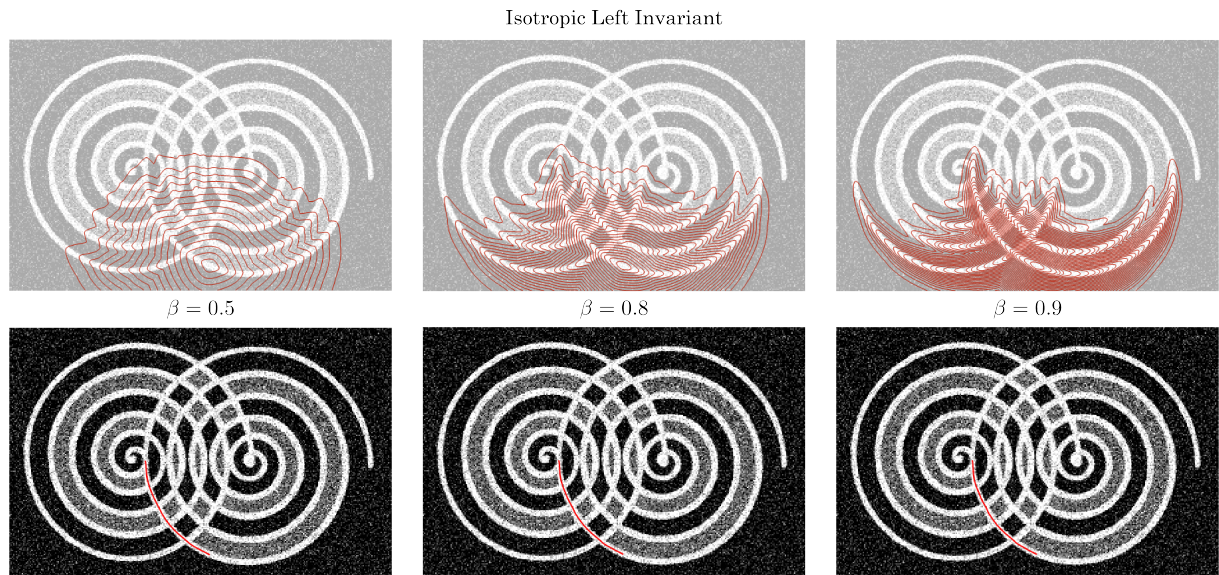 Isotropic Left Invariant
β = 0.5
β = 0.8
β = 0.9